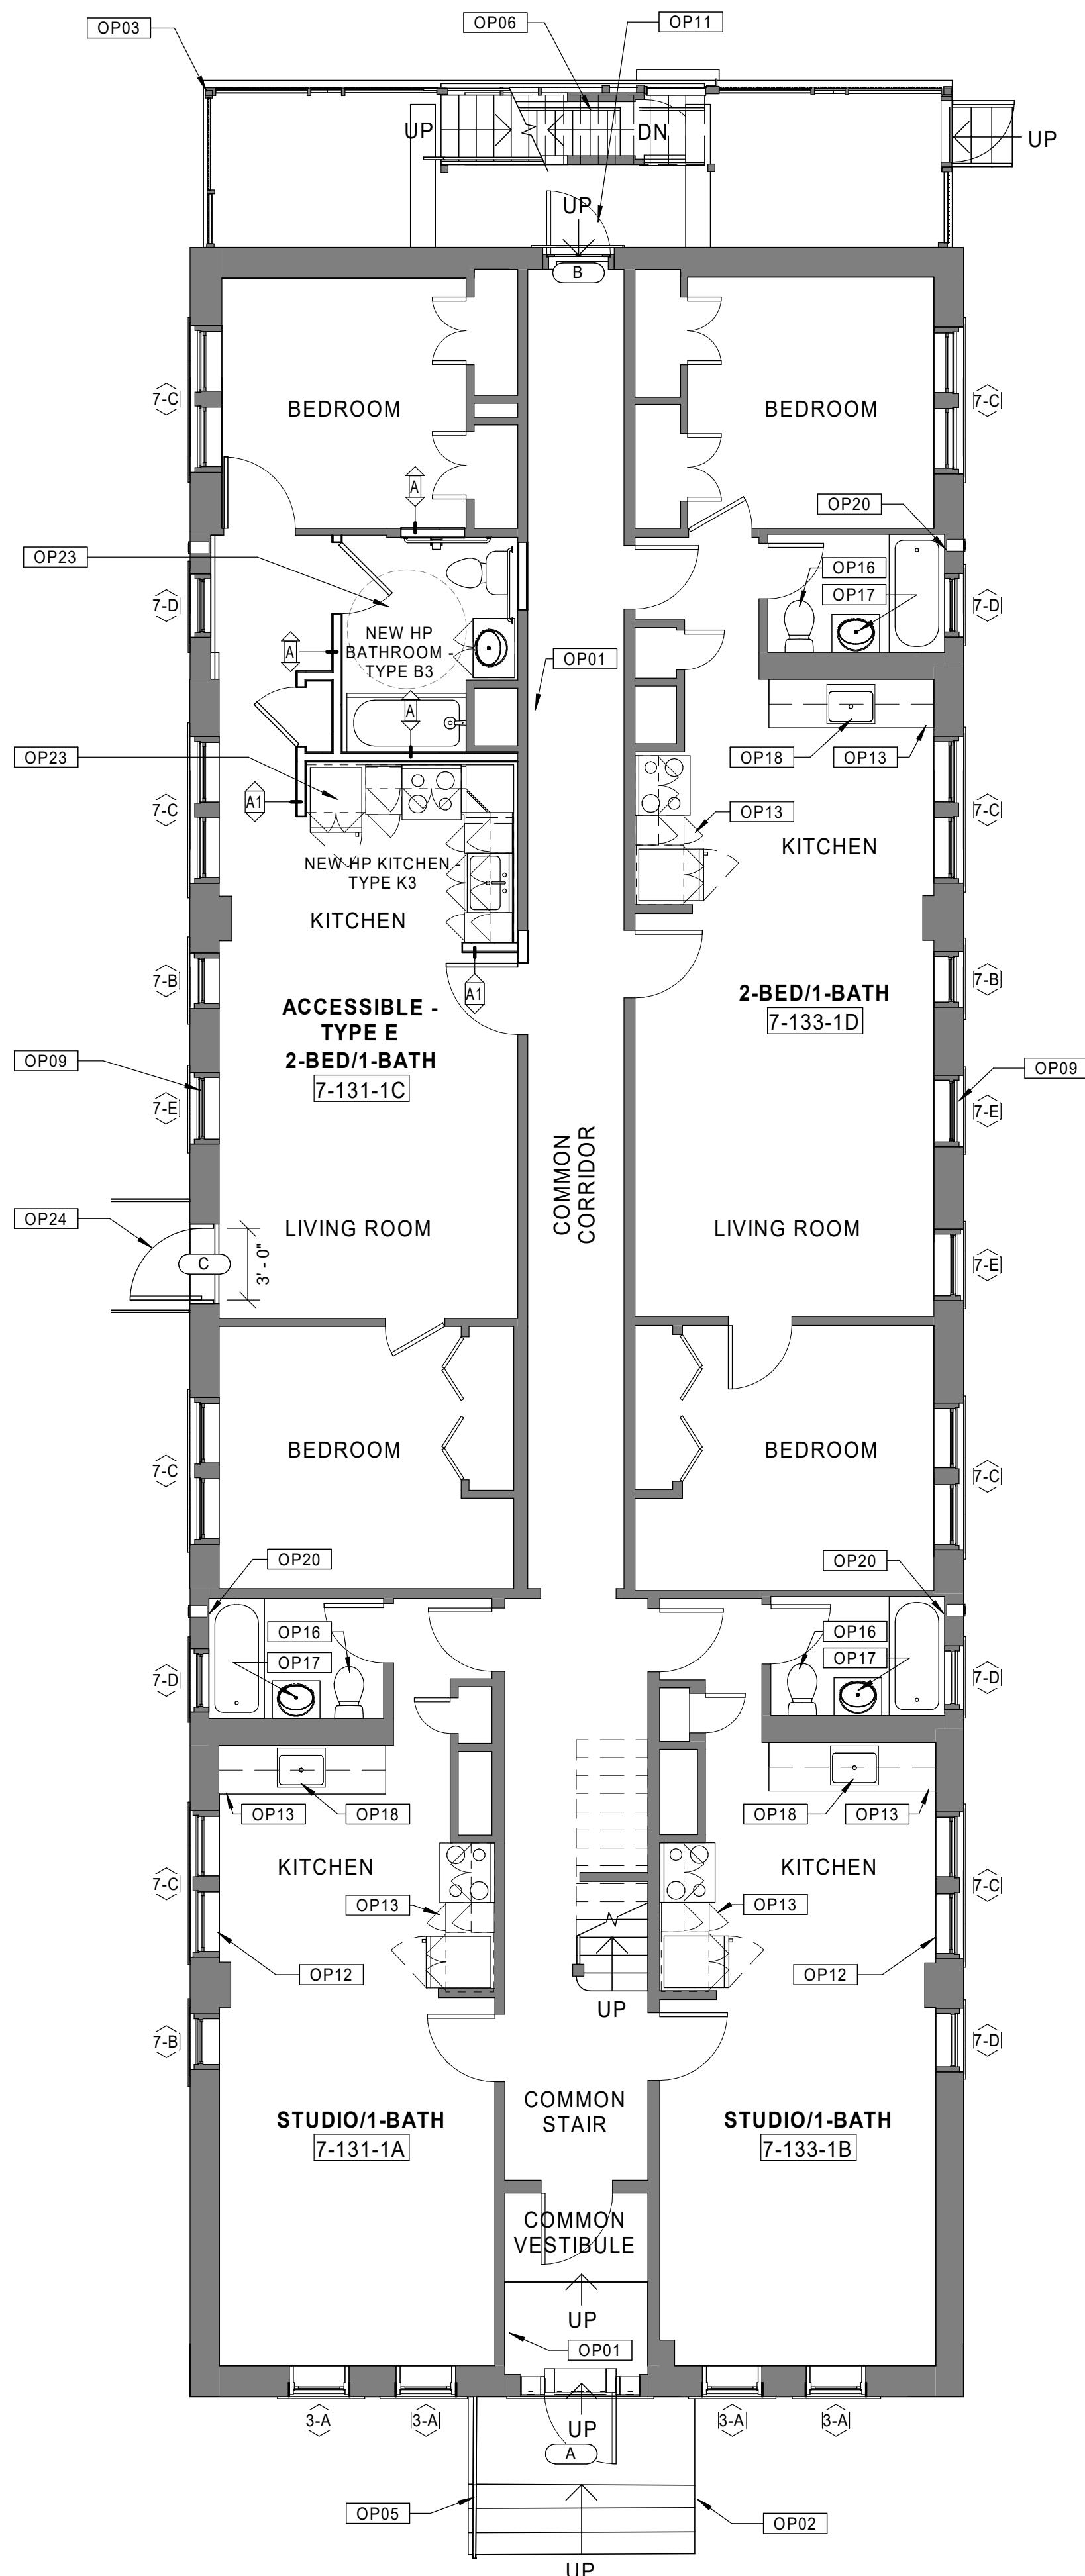 OP03
OP06
OP11
UP
DN
UP
UP
B
7-C
BEDROOM
BEDROOM
7-C
A
OP20
OP23
OP16
7-D
OP17
7-D
NEW HP
BATHROOM -
TYPE B3
A
OP01
A
OP23
OP18
OP13
7-C
A1
OP13
7-C
KITCHEN
NEW HP KITCHEN -
TYPE K3
KITCHEN
7-B
A1
7-B
ACCESSIBLE -
TYPE E
2-BED/1-BATH
7-131-1C
2-BED/1-BATH
7-133-1D
OP09
OP09
7-E
7-E
COMMON
CORRIDOR
OP24
LIVING ROOM
LIVING ROOM
C
3' - 0"
7-E
7-C
BEDROOM
BEDROOM
7-C
OP20
OP20
OP16
OP16
OP17
OP17
7-D
7-D
OP13
OP18
OP18
OP13
KITCHEN
KITCHEN
7-C
7-C
OP13
OP13
OP12
OP12
UP
7-B
7-D
COMMON
STAIR
STUDIO/1-BATH
7-131-1A
STUDIO/1-BATH
7-133-1B
COMMON
VESTIBULE
UP
OP01
3-A
3-A
UP
3-A
3-A
A
OP05
OP02
UP